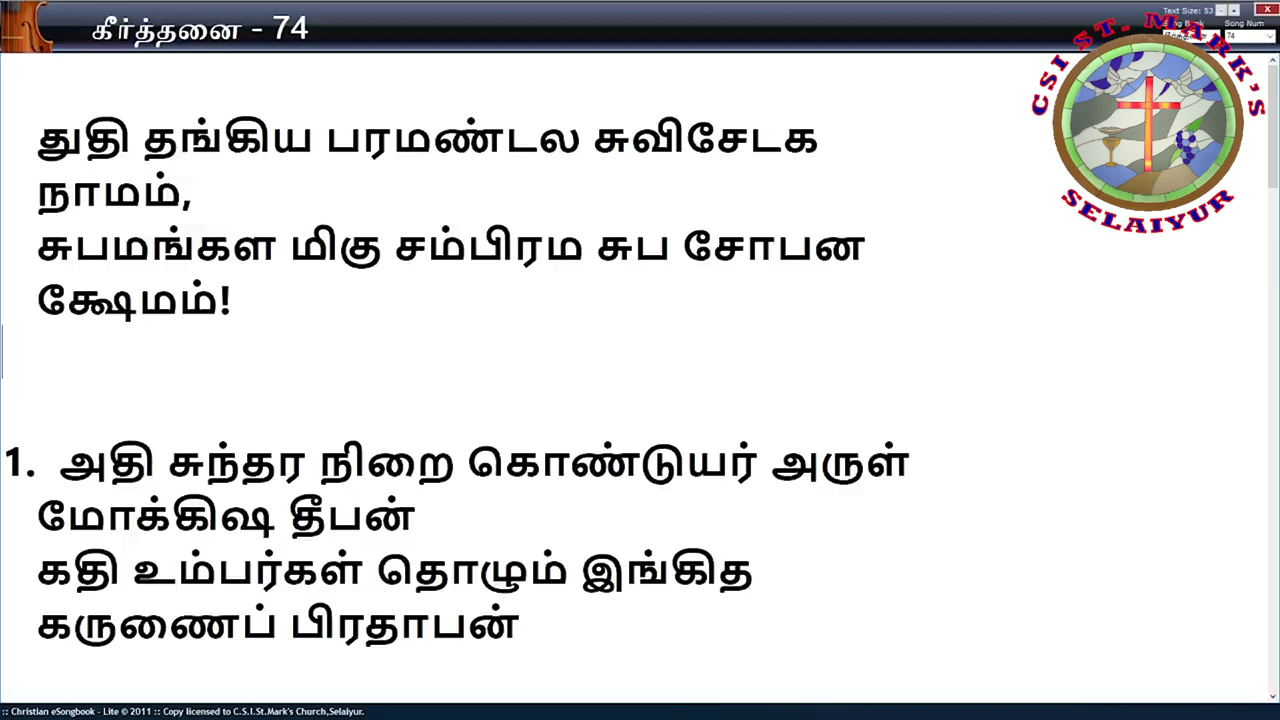 கீர்த்தனை - 74
Text Size: 53
Song Num
74
CSI ST. MARK'S
SELAIYUR
துதி தங்கிய பரமண்டல சுவிசேடக
நாமம்,
சுபமங்கள மிகு சம்பிரம சுப சோபன
க்ஷேமம்!
1. அதி சுந்தர நிறை கொண்டுயர் அருள்
மோக்கிஷ தீபன்
கதி உம்பர்கள் தொழும் இங்கித
கருணைப் பிரதாபன்
:: Christian eSongbook - Lite © 2011 :: Copy licensed to C.S.I.St.Mark's Church,Selaiyur.